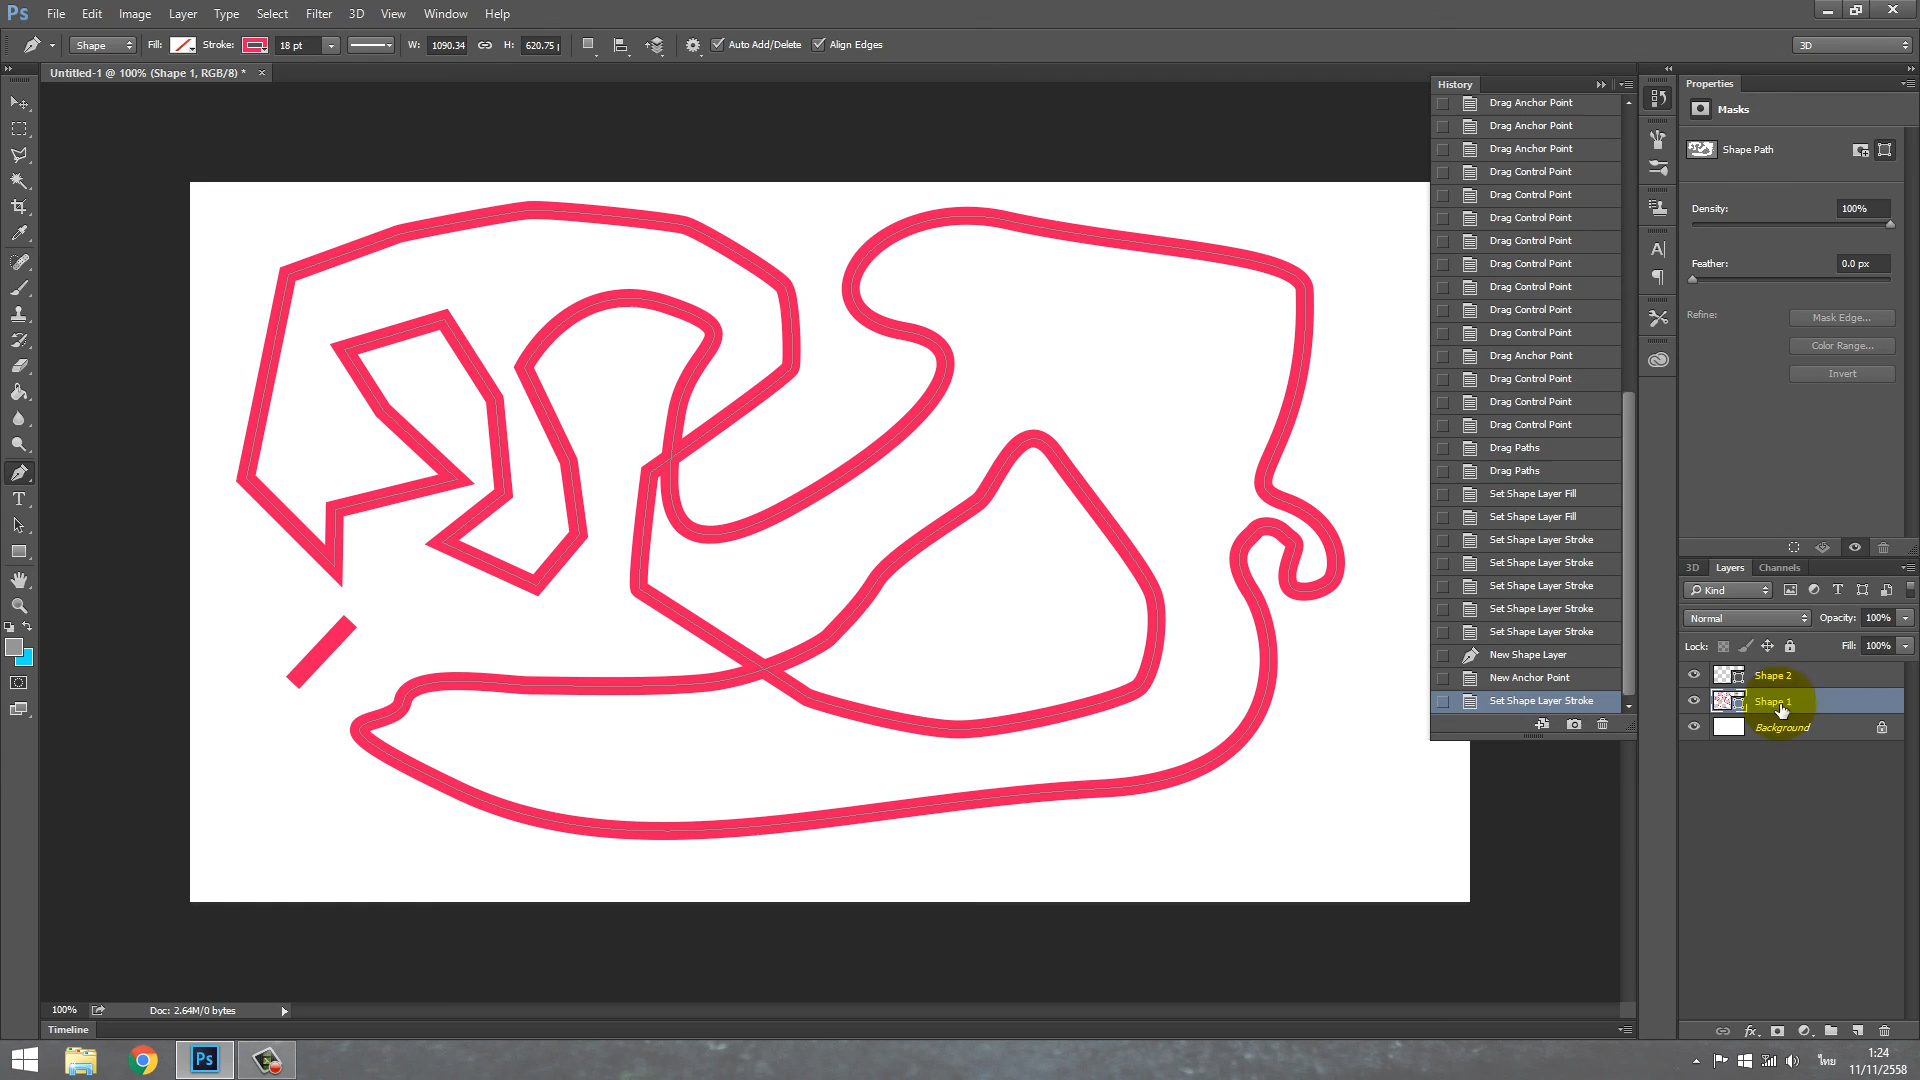 Ps File Edit Image Layer Type Select Filter 3D View Window Help
Shape Fill: Stroke: 18 pt W: 1090.34 H: 620.75 Auto Add/Delete Align Edges 3D
Untitled-1 @ 100% (Shape 1, RGB/8) * ×
History
Drag Anchor Point
Drag Anchor Point
Drag Anchor Point
Drag Control Point
Drag Control Point
Drag Control Point
Drag Control Point
Drag Control Point
Drag Control Point
Drag Control Point
Drag Control Point
Drag Anchor Point
Drag Control Point
Drag Control Point
Drag Control Point
Drag Paths
Drag Paths
Set Shape Layer Fill
Set Shape Layer Fill
Set Shape Layer Stroke
Set Shape Layer Stroke
Set Shape Layer Stroke
Set Shape Layer Stroke
Set Shape Layer Stroke
New Shape Layer
New Anchor Point
Set Shape Layer Stroke
Properties
Masks
Shape Path
Density: 100%
Feather: 0.0 px
Refine: Mask Edge...
Color Range...
Invert
3D Layers Channels
Kind
Normal Opacity: 100%
Lock: Fill: 100%
Shape 2
Shape 1
Background
100% Doc: 2.64M/0 bytes
Timeline
Ps
ไทย
1:24
11/11/2558